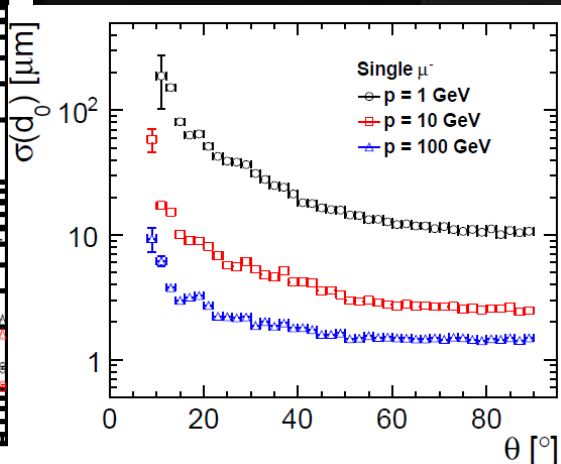 σ(d₀) [μm]
10²
10
1
Single μ⁻
p = 1 GeV
p = 10 GeV
p = 100 GeV
0 20 40 60 80
θ [°]